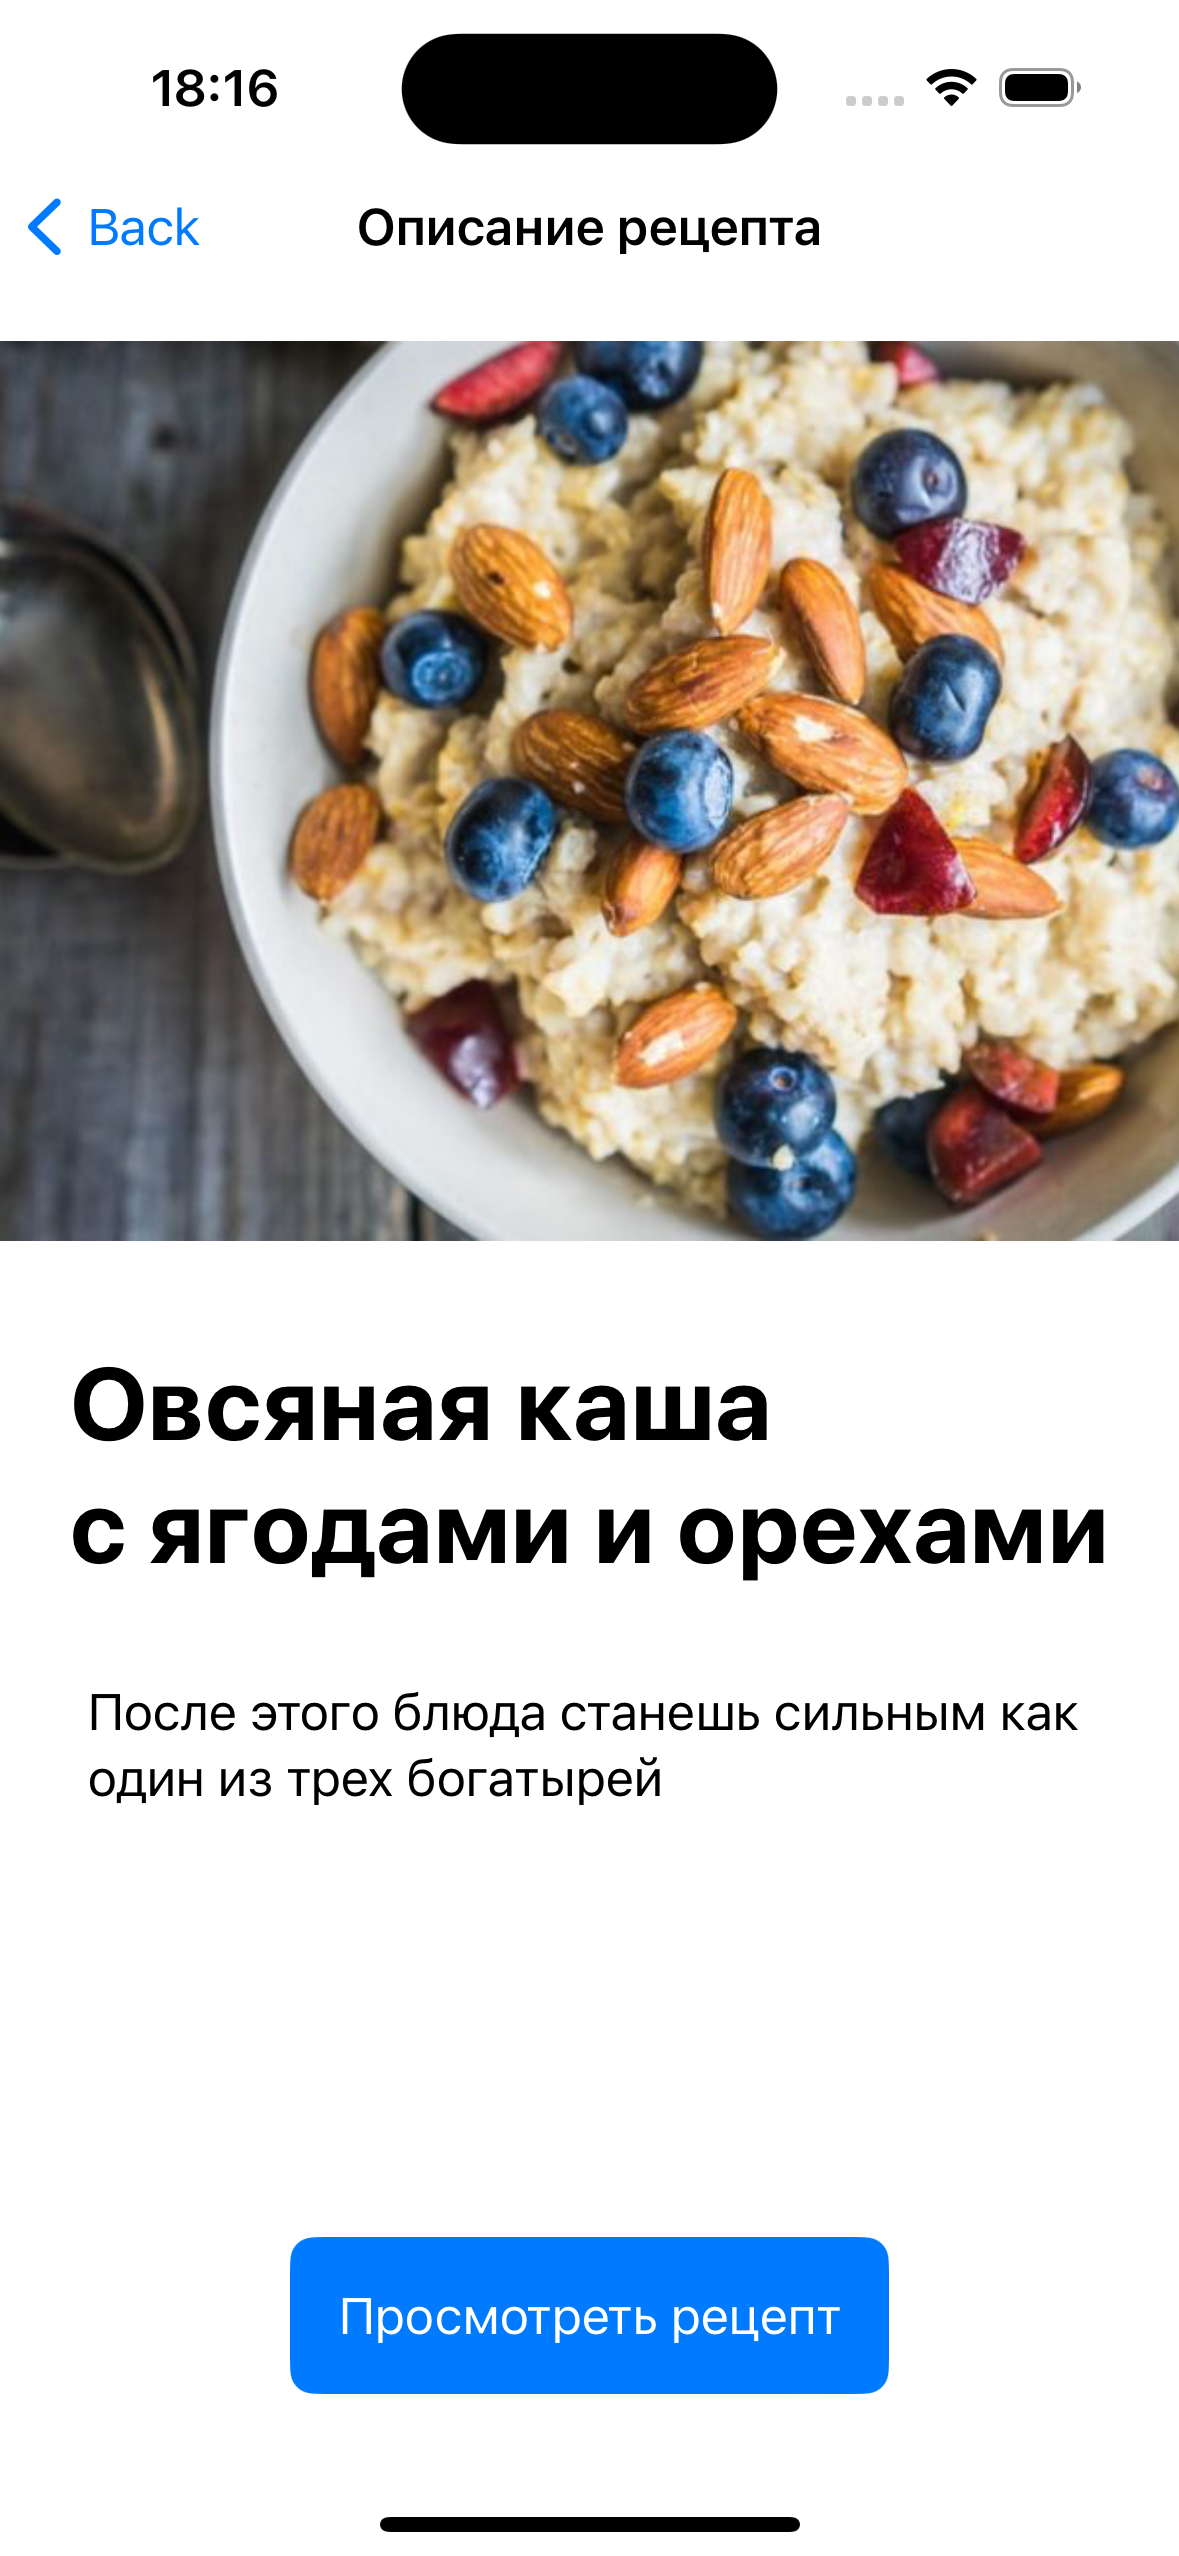 18:16
Back
Описание рецепта
Овсяная каша
с ягодами и орехами
После этого блюда станешь сильным как
один из трех богатырей
Просмотреть рецепт